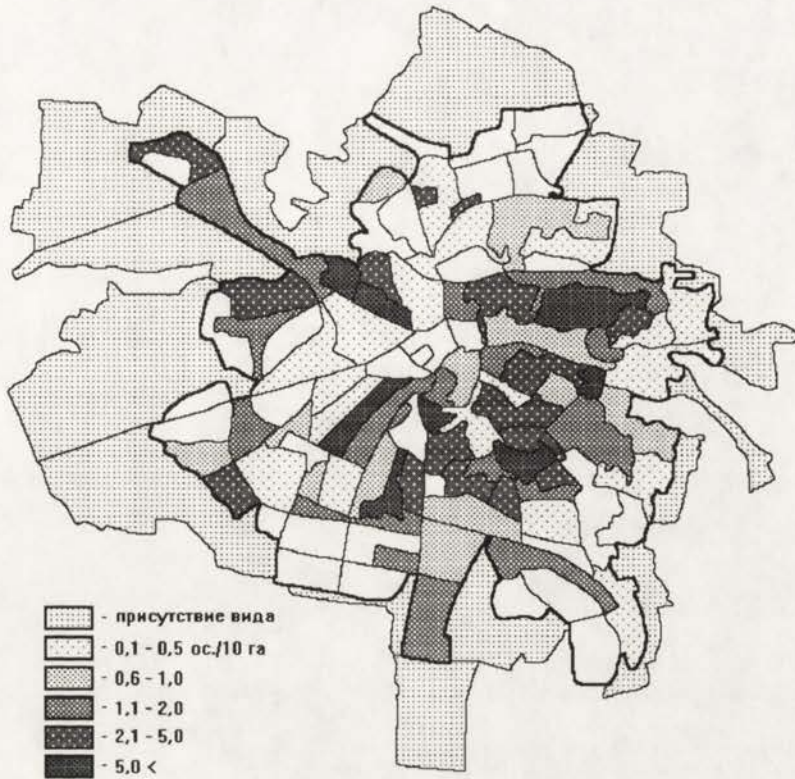 - присутствие вида
- 0,1 - 0,5 ос./10 га
- 0,6 - 1,0
- 1,1 - 2,0
- 2,1 - 5,0
- 5,0 <